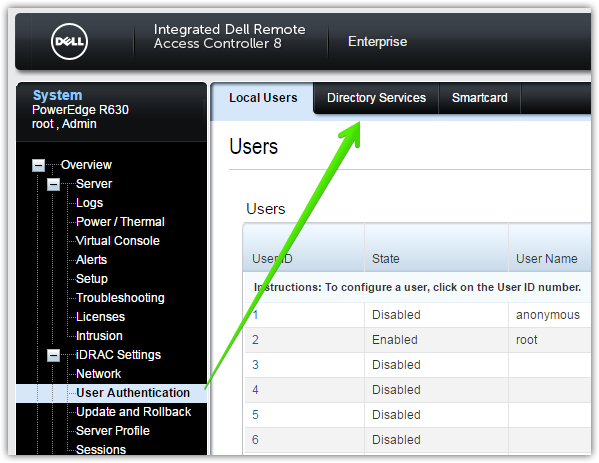 DELL
Integrated Dell Remote
Access Controller 8
Enterprise
System
PowerEdge R630
root , Admin
Overview
Server
Logs
Power / Thermal
Virtual Console
Alerts
Setup
Troubleshooting
Licenses
Intrusion
iDRAC Settings
Network
User Authentication
Update and Rollback
Server Profile
Sessions
Local Users Directory Services Smartcard
Users
Users
User ID State User Name
Instructions: To configure a user, click on the User ID number.
1 Disabled anonymous
2 Enabled root
3 Disabled
4 Disabled
5 Disabled
6 Disabled